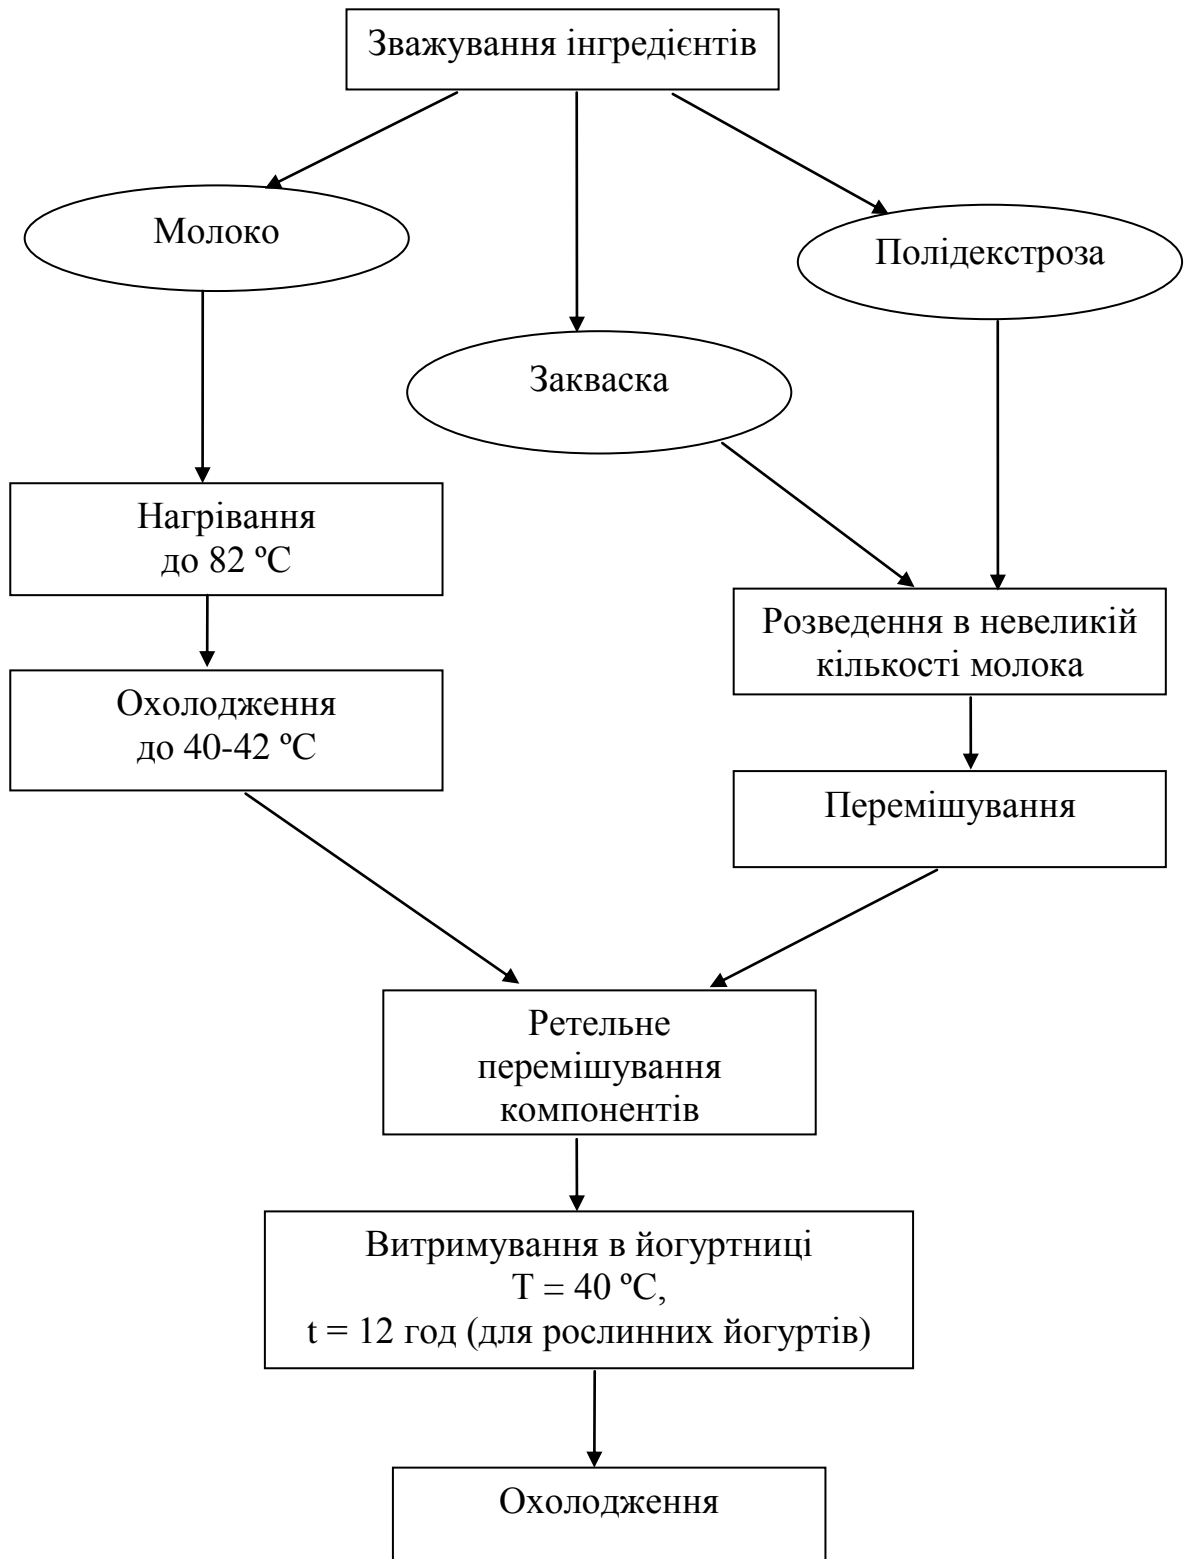 Зважування інгредієнтів
Молоко
Полідекстроза
Закваска
Нагрівання
до 82 ºС
Розведення в невеликій
кількості молока
Охолодження
до 40-42 ºС
Перемішування
Ретельне
перемішування
компонентів
Витримування в йогуртниці
Т = 40 ºС,
t = 12 год (для рослинних йогуртів)
Охолодження